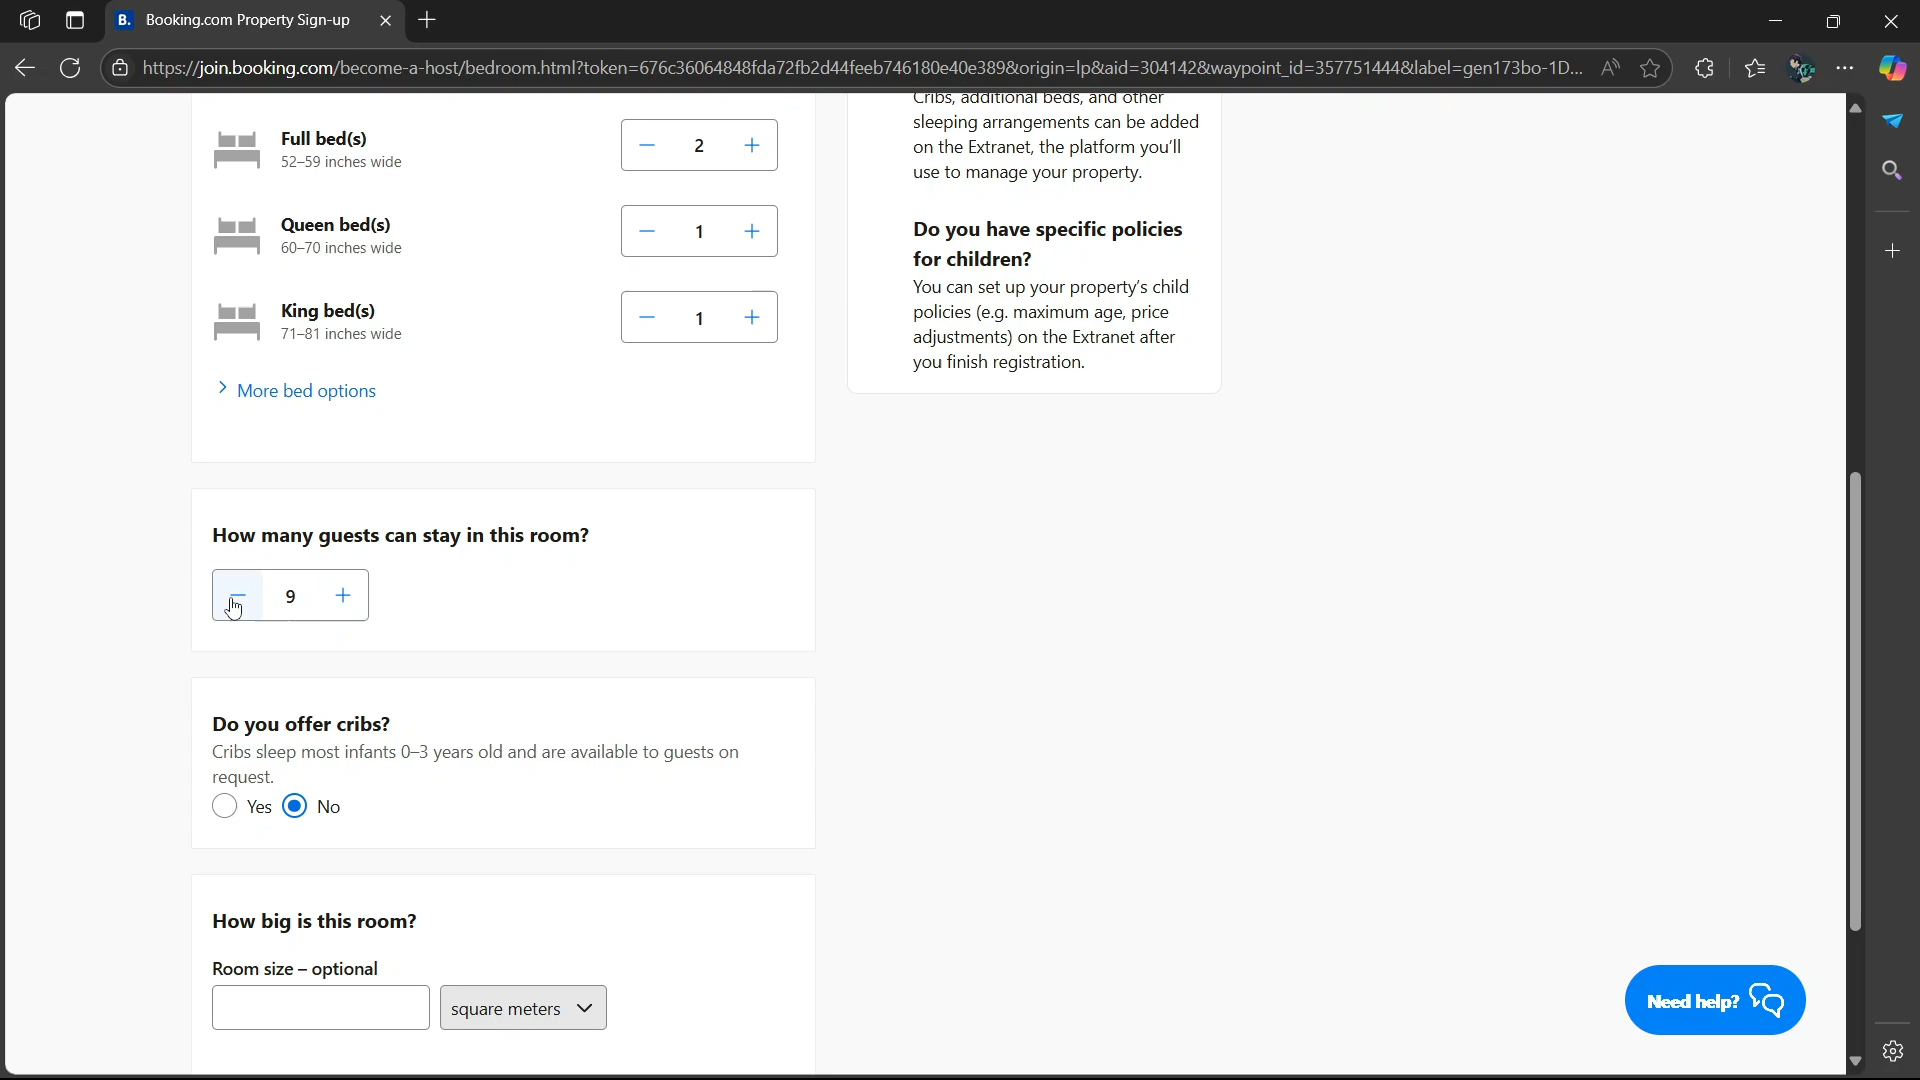 Booking.com Property Sign-up
https://join.booking.com/become-a-host/bedroom.html?token=676c36064848fda72fb2d44feeb746180e40e389&origin=lp&aid=304142&waypoint_id=357751444&label=gen173bo-1D...
Full bed(s)
52–59 inches wide
2
Queen bed(s)
60–70 inches wide
1
King bed(s)
71–81 inches wide
1
More bed options
Cribs, additional beds, and other
sleeping arrangements can be added
on the Extranet, the platform you'll
use to manage your property.
Do you have specific policies
for children?
You can set up your property's child
policies (e.g. maximum age, price
adjustments) on the Extranet after
you finish registration.
How many guests can stay in this room?
9
Do you offer cribs?
Cribs sleep most infants 0–3 years old and are available to guests on
request.
Yes No
How big is this room?
Room size – optional
square meters
Need help?